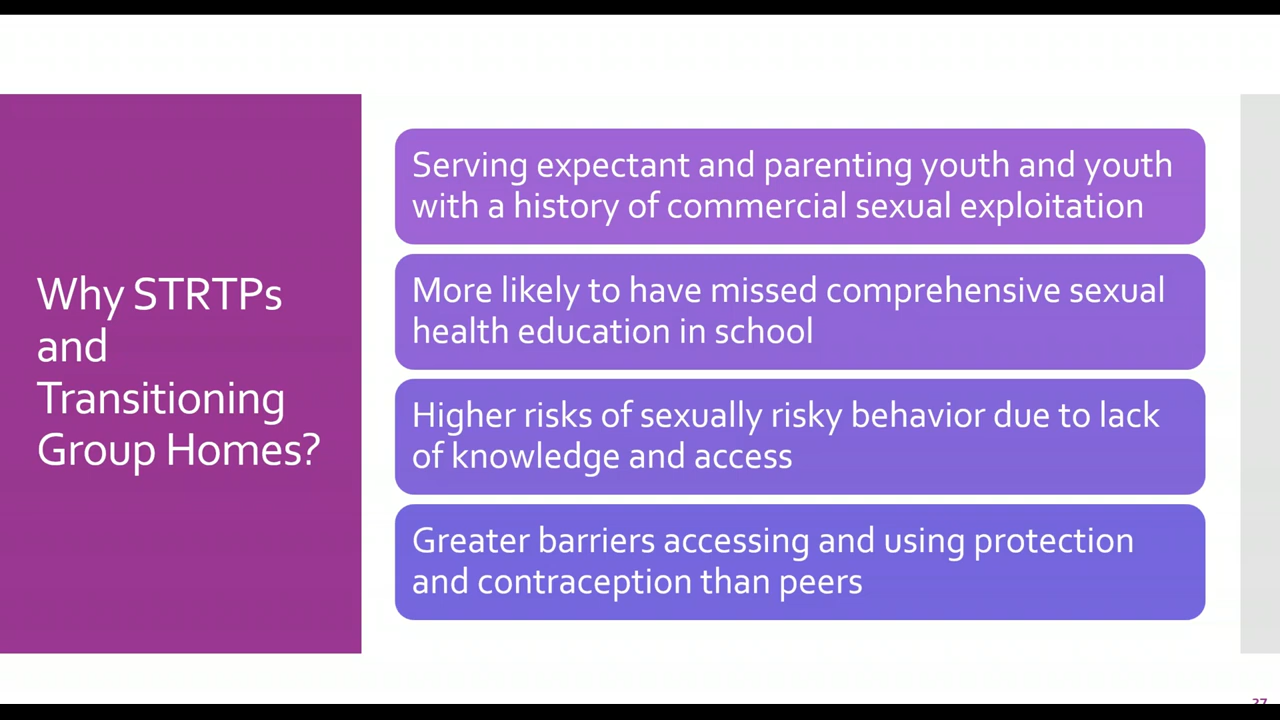 Why STRTPs
and
Transitioning
Group Homes?
Serving expectant and parenting youth and youth
with a history of commercial sexual exploitation
More likely to have missed comprehensive sexual
health education in school
Higher risks of sexually risky behavior due to lack
of knowledge and access
Greater barriers accessing and using protection
and contraception than peers